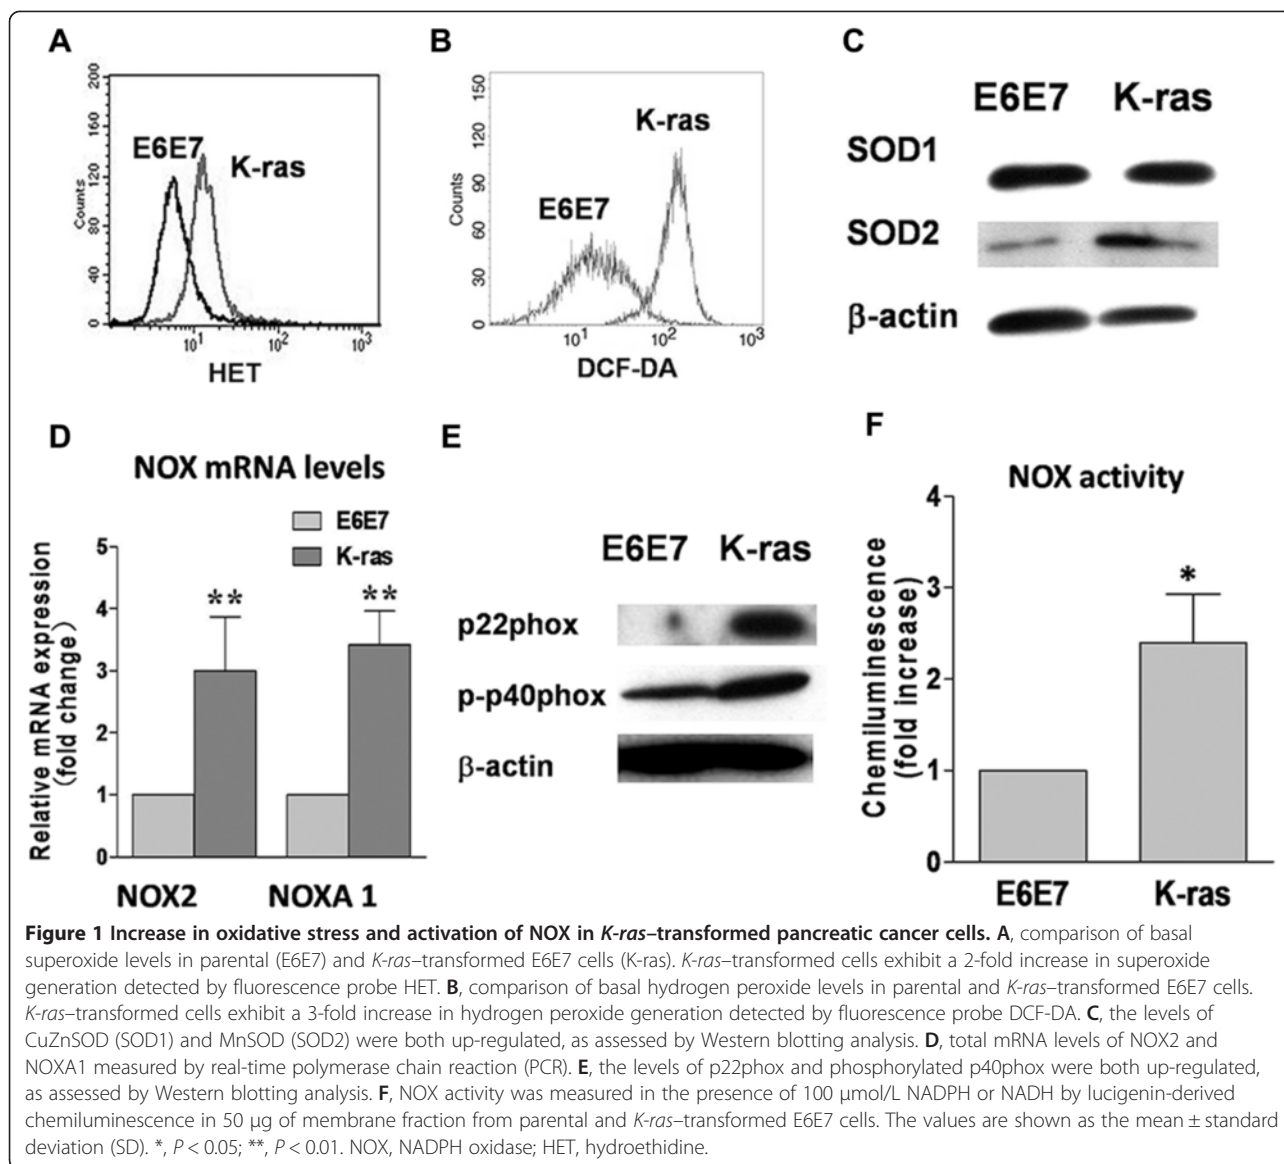 A
200
160
120
80
40
0
Counts
E6E7
K-ras
10¹
10²
10³
HET
B
150
120
90
60
30
0
Counts
E6E7
K-ras
10¹
10²
10³
DCF-DA
C
E6E7 K-ras
SOD1
SOD2
β-actin
D
NOX mRNA levels
E6E7
K-ras
Relative mRNA expression
(fold change)
5
4
3
2
1
0
**
**
NOX2
NOXA 1
E
E6E7 K-ras
p22phox
p-p40phox
β-actin
F
NOX activity
Chemiluminescence
(fold increase)
4
3
2
1
0
*
E6E7
K-ras
Figure 1 Increase in oxidative stress and activation of NOX in K-ras–transformed pancreatic cancer cells. A, comparison of basal
superoxide levels in parental (E6E7) and K-ras–transformed E6E7 cells (K-ras). K-ras–transformed cells exhibit a 2-fold increase in superoxide
generation detected by fluorescence probe HET. B, comparison of basal hydrogen peroxide levels in parental and K-ras–transformed E6E7 cells.
K-ras–transformed cells exhibit a 3-fold increase in hydrogen peroxide generation detected by fluorescence probe DCF-DA. C, the levels of
CuZnSOD (SOD1) and MnSOD (SOD2) were both up-regulated, as assessed by Western blotting analysis. D, total mRNA levels of NOX2 and
NOXA1 measured by real-time polymerase chain reaction (PCR). E, the levels of p22phox and phosphorylated p40phox were both up-regulated,
as assessed by Western blotting analysis. F, NOX activity was measured in the presence of 100 μmol/L NADPH or NADH by lucigenin-derived
chemiluminescence in 50 μg of membrane fraction from parental and K-ras–transformed E6E7 cells. The values are shown as the mean ± standard
deviation (SD). *, P < 0.05; **, P < 0.01. NOX, NADPH oxidase; HET, hydroethidine.